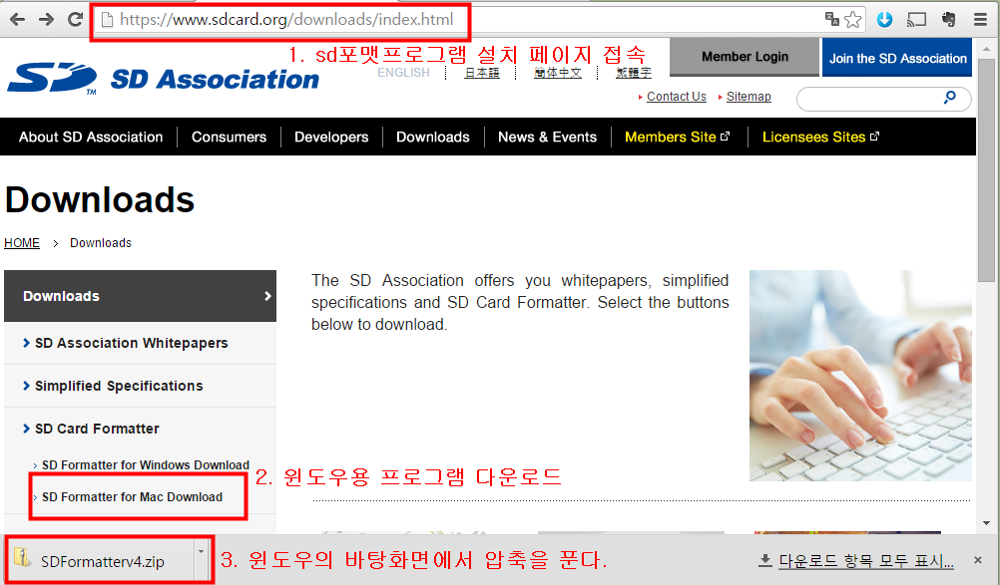 https://www.sdcard.org/downloads/index.html
1. sd포맷프로그램 설치 페이지 접속
Member Login
Join the SD Association
SD Association
TM
ENGLISH
日本語
简体中文
繁體字
Contact Us
Sitemap
About SD Association
Consumers
Developers
Downloads
News & Events
Members Site
Licensees Sites
Downloads
HOME > Downloads
Downloads
The SD Association offers you whitepapers, simplified
specifications and SD Card Formatter. Select the buttons
below to download.
SD Association Whitepapers
Simplified Specifications
SD Card Formatter
SD Formatter for Windows Download
2. 윈도우용 프로그램 다운로드
SD Formatter for Mac Download
SDFormatterv4.zip
3. 윈도우의 바탕화면에서 압축을 푼다.
다운로드 항목 모두 표시...